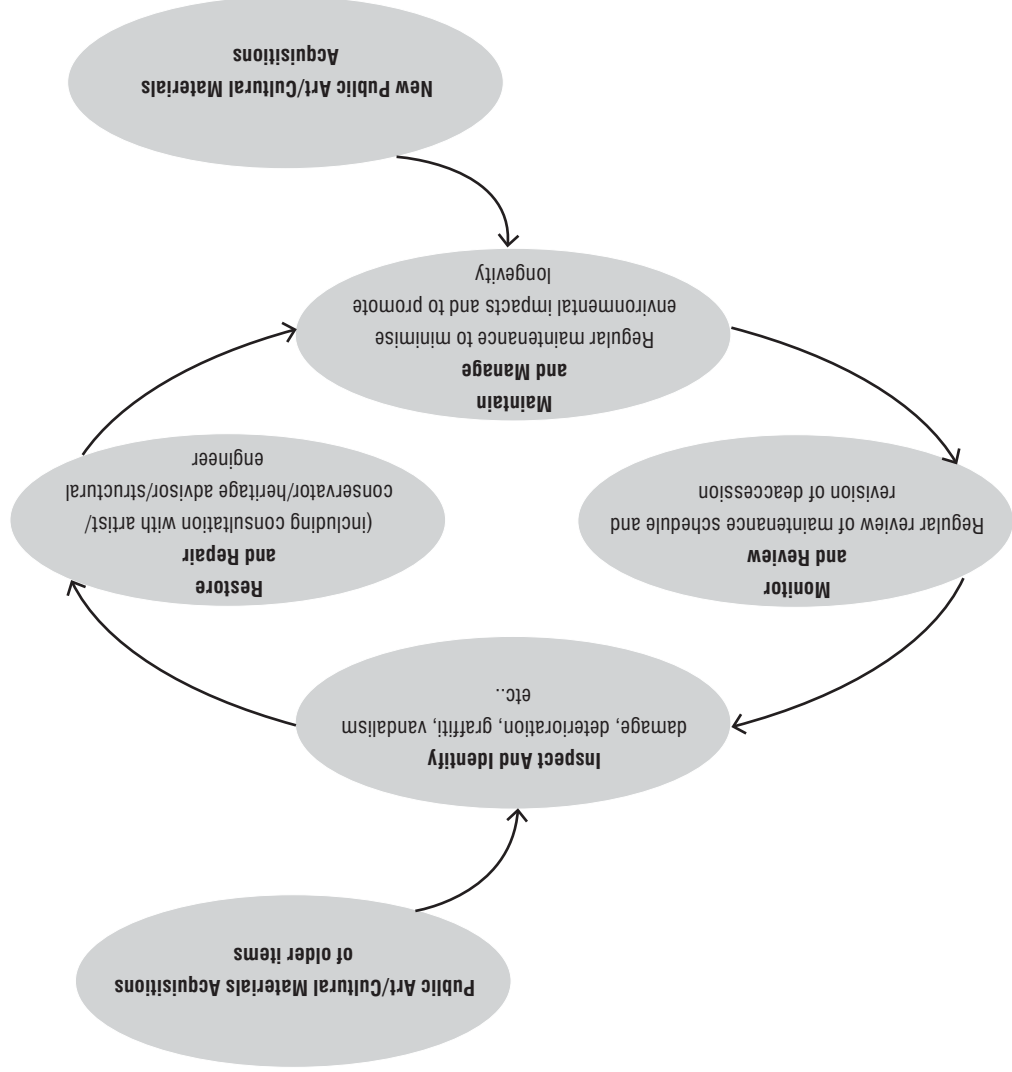 Public Art/Cultural Materials Acquisitions
of older items
Inspect And Identify
damage, deterioration, graffiti, vandalism
etc..
Monitor
and Review
Regular review of maintenance schedule and
revision of deaccession
Restore
and Repair
(including consultation with artist/
conservator/heritage advisor/structural
engineer
Maintain
and Manage
Regular maintenance to minimise
environmental impacts and to promote
longevity
New Public Art/Cultural Materials
Acquisitions